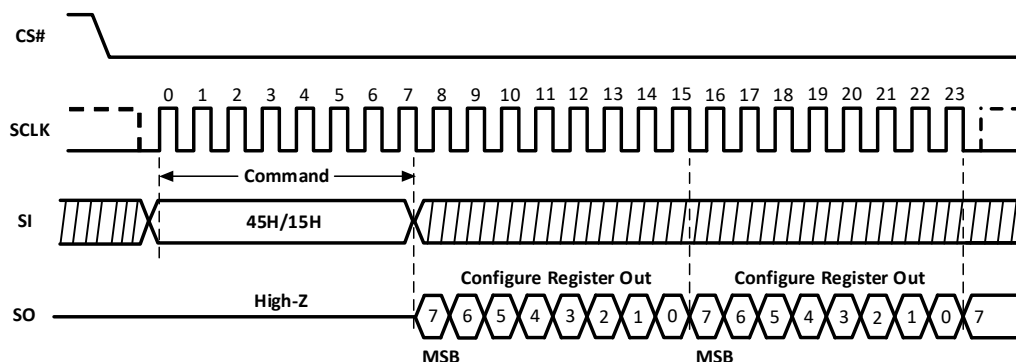 CS#
0 1 2 3 4 5 6 7 8 9 10 11 12 13 14 15 16 17 18 19 20 21 22 23
SCLK
Command
SI
45H/15H
Configure Register Out Configure Register Out
High-Z
SO
7 6 5 4 3 2 1 0 7 6 5 4 3 2 1 0 7
MSB MSB